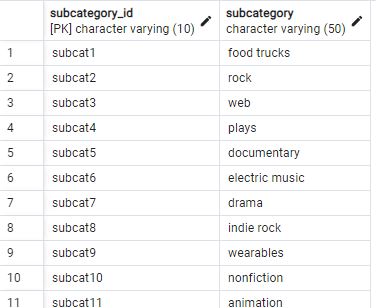 subcategory_id subcategory
[PK] character varying (10) character varying (50)
1 subcat1 food trucks
2 subcat2 rock
3 subcat3 web
4 subcat4 plays
5 subcat5 documentary
6 subcat6 electric music
7 subcat7 drama
8 subcat8 indie rock
9 subcat9 wearables
10 subcat10 nonfiction
11 subcat11 animation